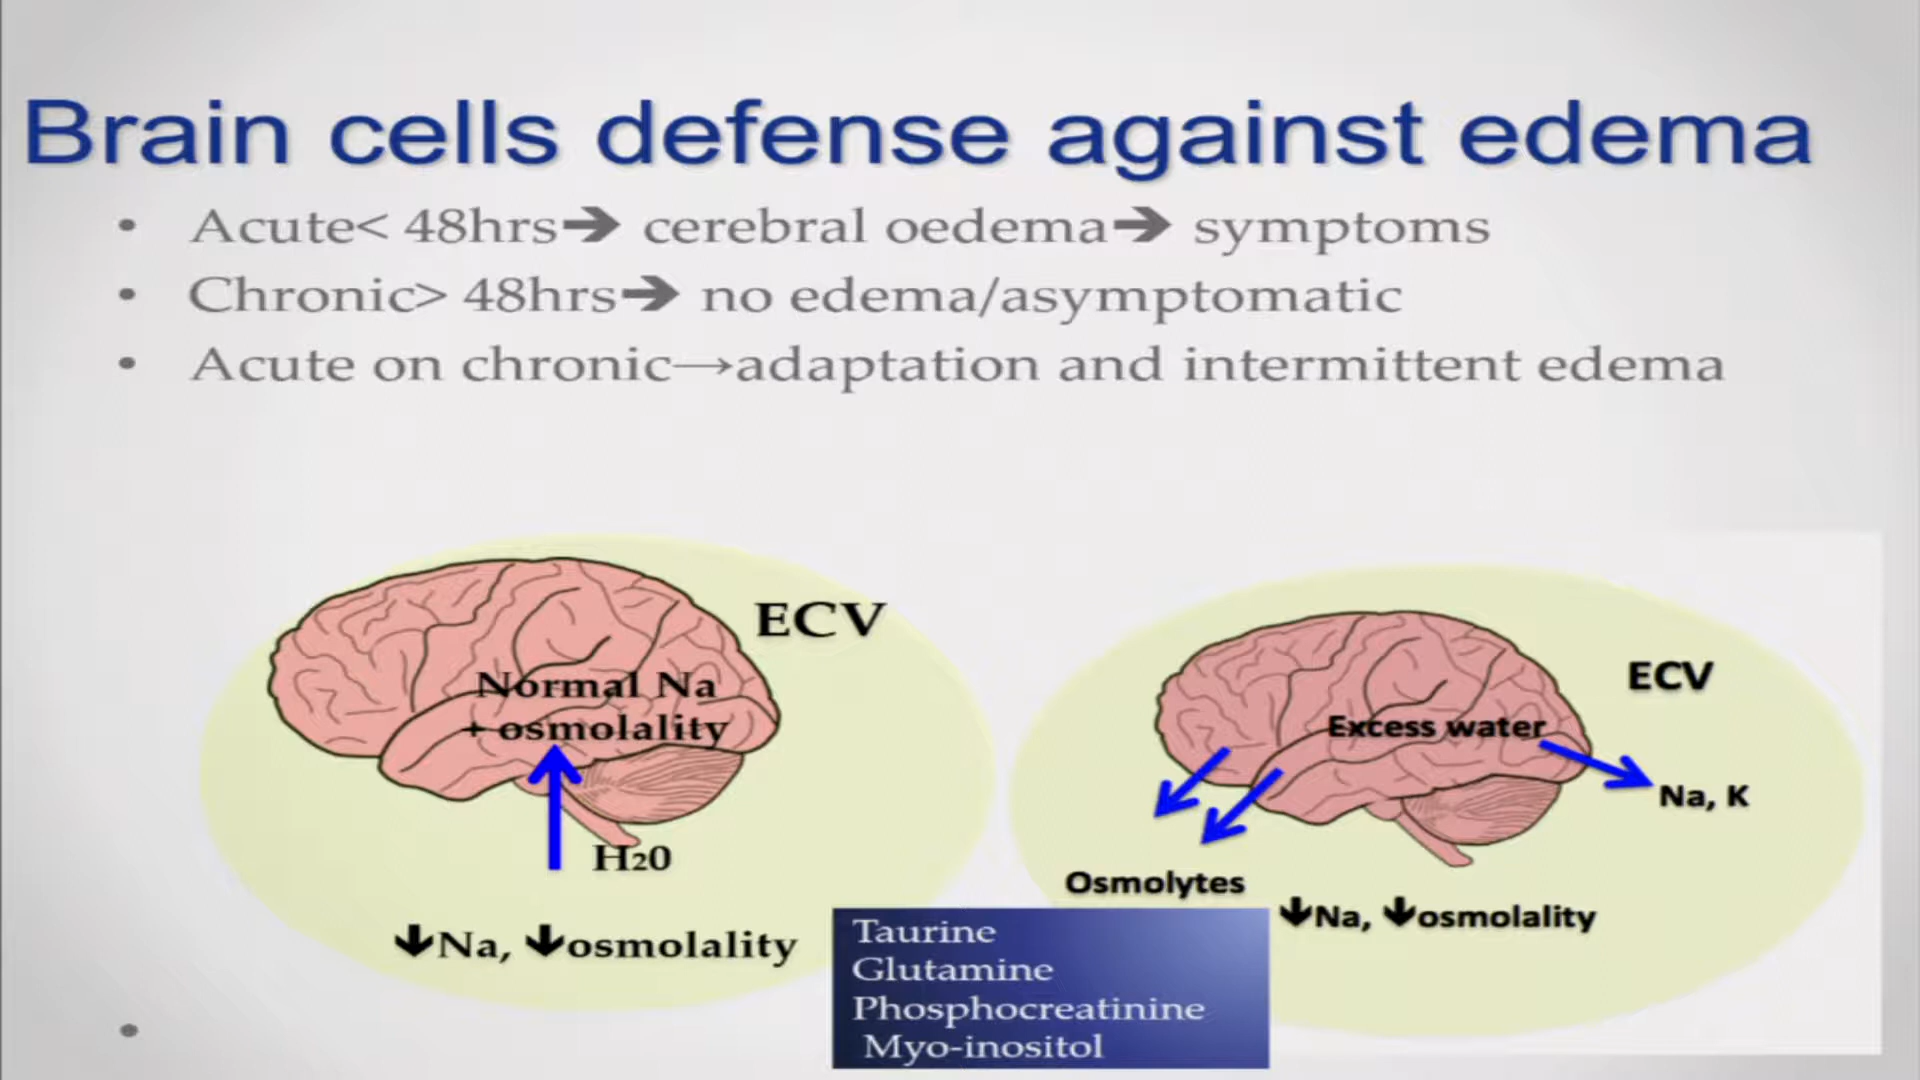 Brain cells defense against edema
• Acute< 48hrs➔ cerebral oedema➔ symptoms
• Chronic> 48hrs➔ no edema/asymptomatic
• Acute on chronic→adaptation and intermittent edema
ECV
Normal Na
+ osmolality
H20
↓Na, ↓osmolality
ECV
Excess water
Na, K
Osmolytes
↓Na, ↓osmolality
Taurine
Glutamine
Phosphocreatinine
Myo-inositol